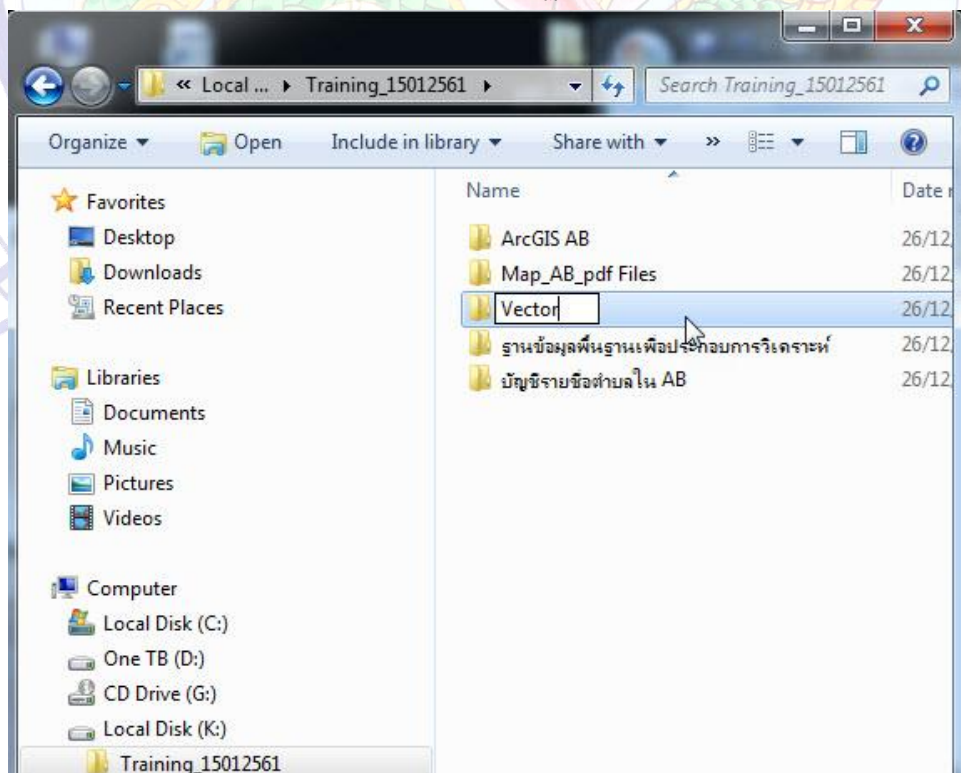 « Local ... ▸ Training_15012561 ▸
Search Training_15012561
Organize
Open
Include in library
Share with
»
Favorites
Desktop
Downloads
Recent Places
Libraries
Documents
Music
Pictures
Videos
Computer
Local Disk (C:)
One TB (D:)
CD Drive (G:)
Local Disk (K:)
Training_15012561
Name
Date r
ArcGIS AB
26/12
Map_AB_pdf Files
26/12
Vector
26/12
ฐานข้อมูลพื้นฐานเพื่อประกอบการวิเคราะห์
26/12
บัญชีรายชื่อตำบลใน AB
26/12